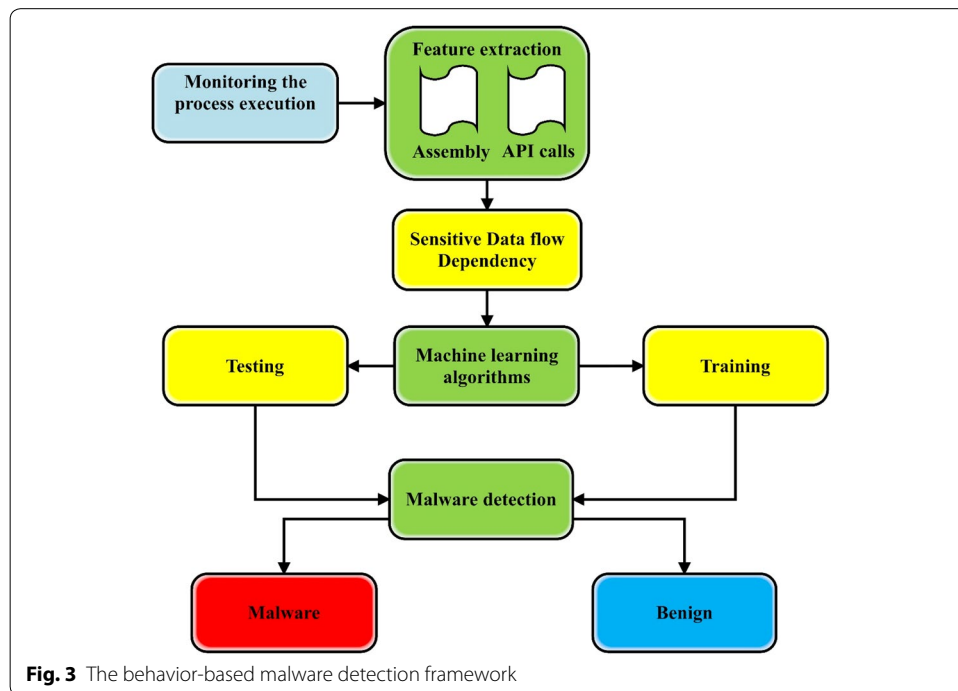 Feature extraction
Monitoring the
process execution
Assembly API calls
Sensitive Data flow
Dependency
Testing
Machine learning
algorithms
Training
Malware detection
Malware
Benign
Fig. 3 The behavior-based malware detection framework